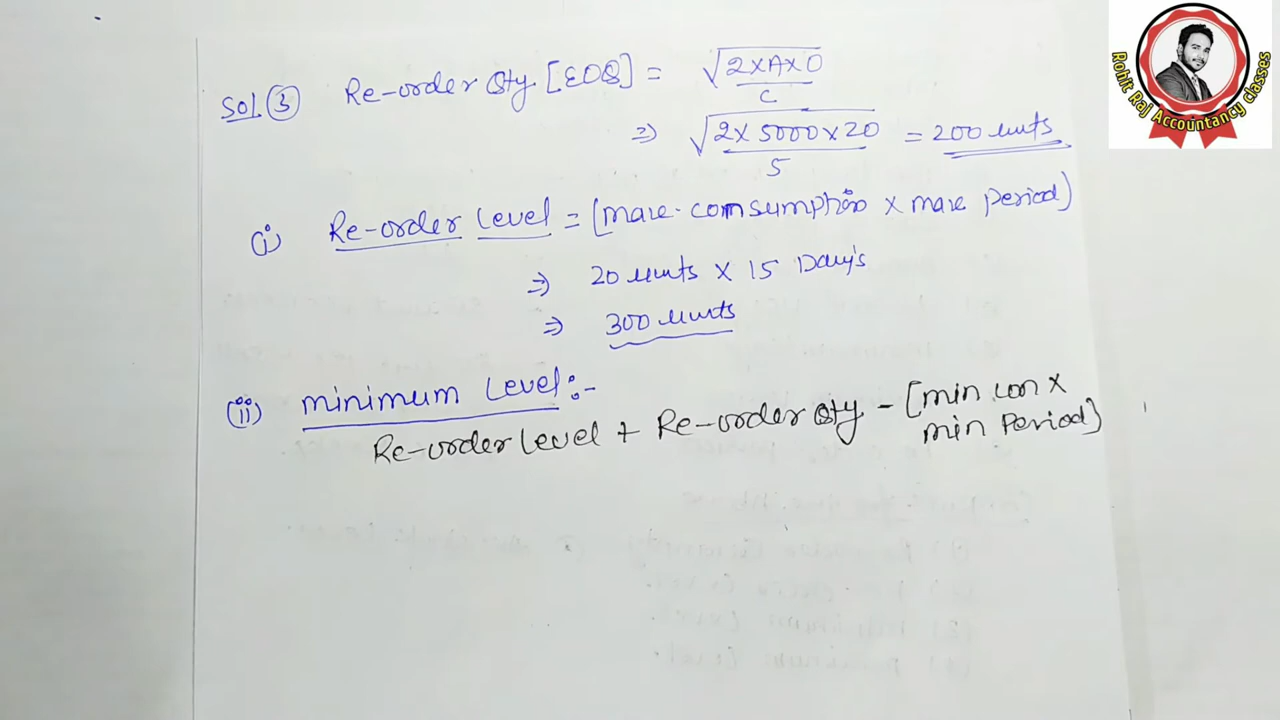 Sol. (3) Re-order Qty [EOQ] = √2×A×O
C
⇒ √2 × 5000 × 20 = 200 units
5
(i) Re-order Level = (max. consumption × max Period)
⇒ 20 units × 15 Day's
⇒ 300 units
(ii) minimum Level:-
Re-order Level + Re-order Qty - [min con ×
min Period]
Rohit Raj Accountancy classes